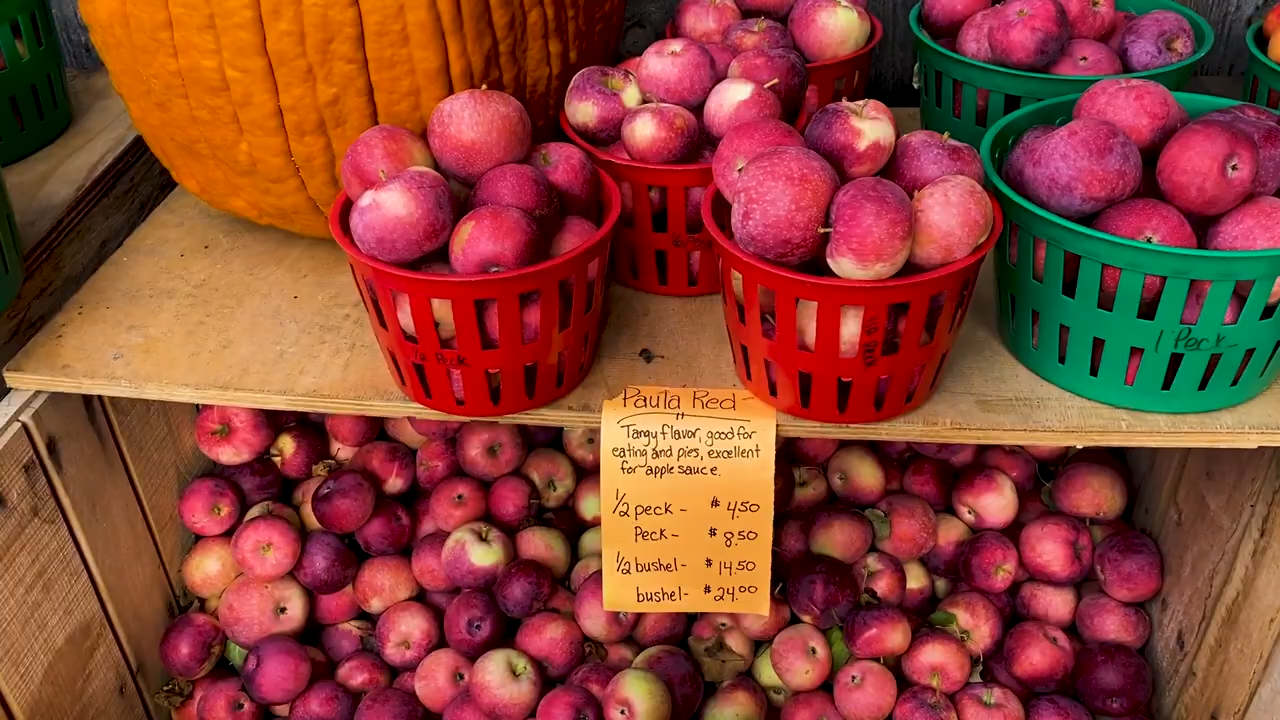 Paula Red
Tangy flavor, good for
eating and pies, excellent
for apple sauce.
1/2 peck - $4.50
Peck - $8.50
1/2 bushel - $14.50
bushel - $24.00
1/2 Peck
1 Peck